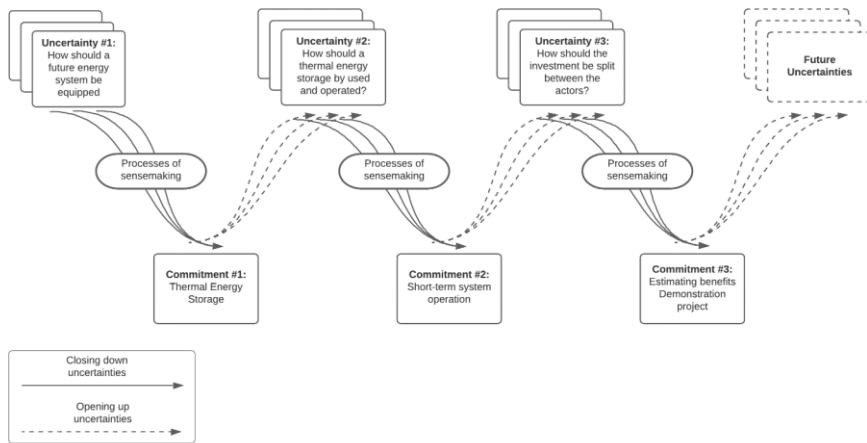 Uncertainty #1:
How should a
future energy
system be
equipped
Uncertainty #2:
How should a
thermal energy
storage by used
and operated?
Uncertainty #3:
How should the
investment be split
between the
actors?
Future
Uncertainties
Processes of
sensemaking
Processes of
sensemaking
Processes of
sensemaking
Commitment #1:
Thermal Energy
Storage
Commitment #2:
Short-term system
operation
Commitment #3:
Estimating benefits
Demonstration
project
Closing down
uncertainties
Opening up
uncertainties